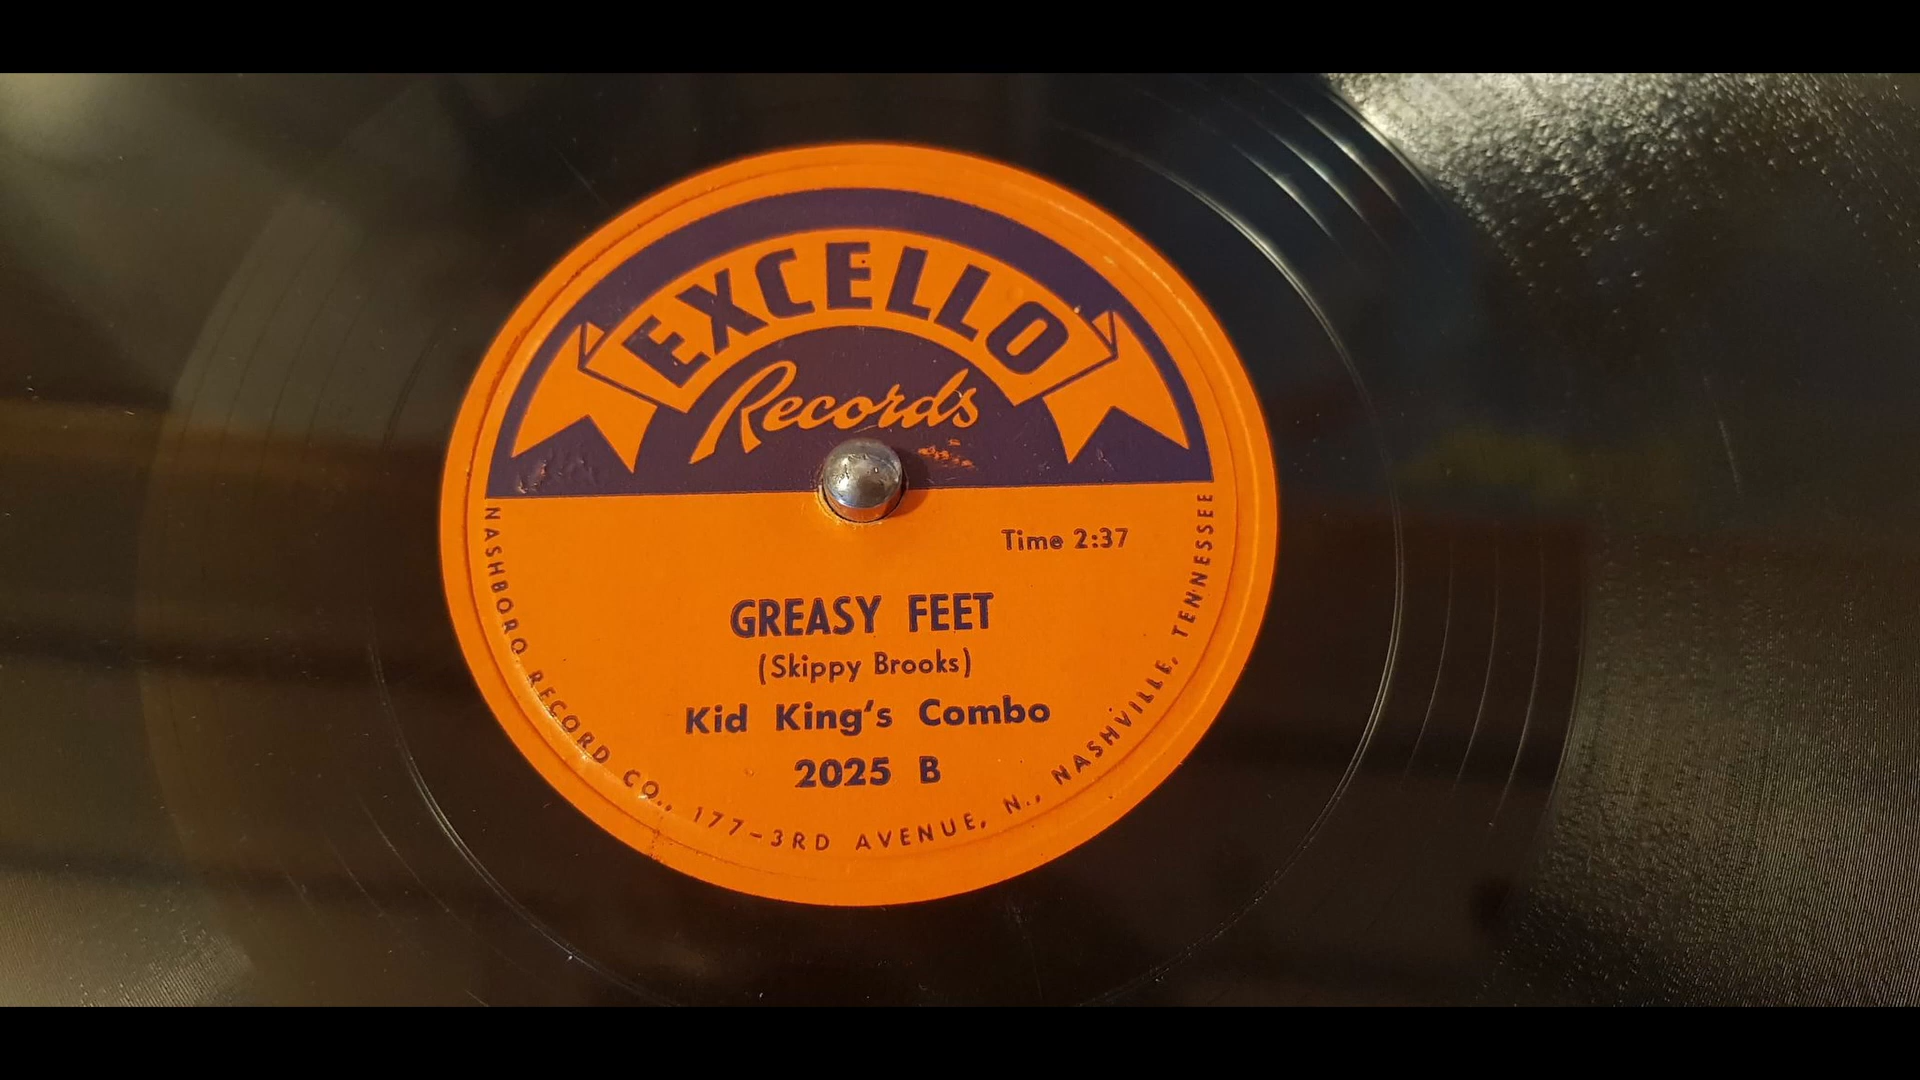 EXCELLO
Records
Time 2:37
GREASY FEET
(Skippy Brooks)
Kid King's Combo
2025 B
NASHBORO RECORD CO., 177-3RD AVENUE, N., NASHVILLE, TENNESSEE